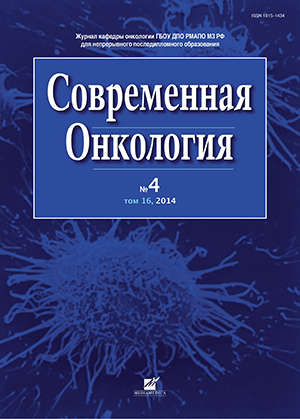 ISSN 1815-1434
Журнал кафедры онкологии ГБОУ ДПО РМАПО МЗ РФ
для непрерывного последипломного образования
Современная
Онкология
№4
том 16, 2014
MEDIAMEDICA